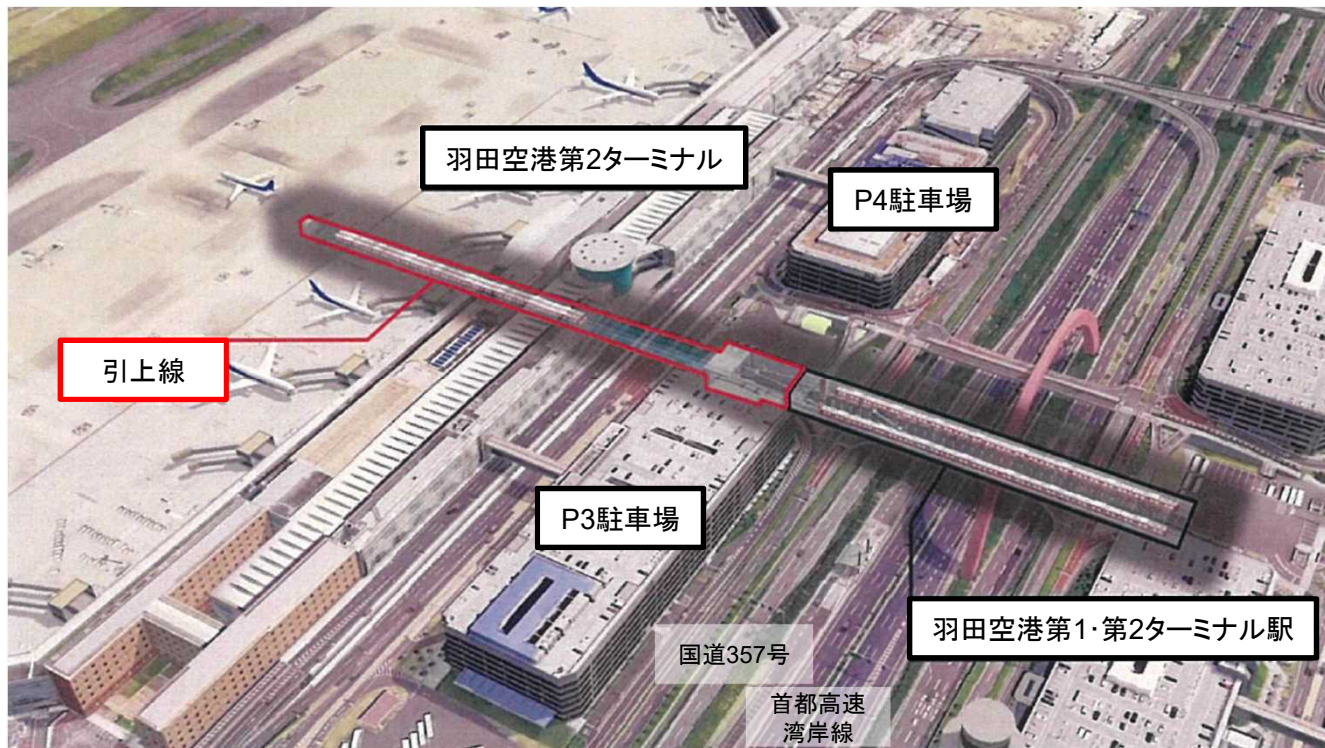 羽田空港第2ターミナル
P4駐車場
引上線
P3駐車場
羽田空港第1・第2ターミナル駅
国道357号
首都高速
湾岸線